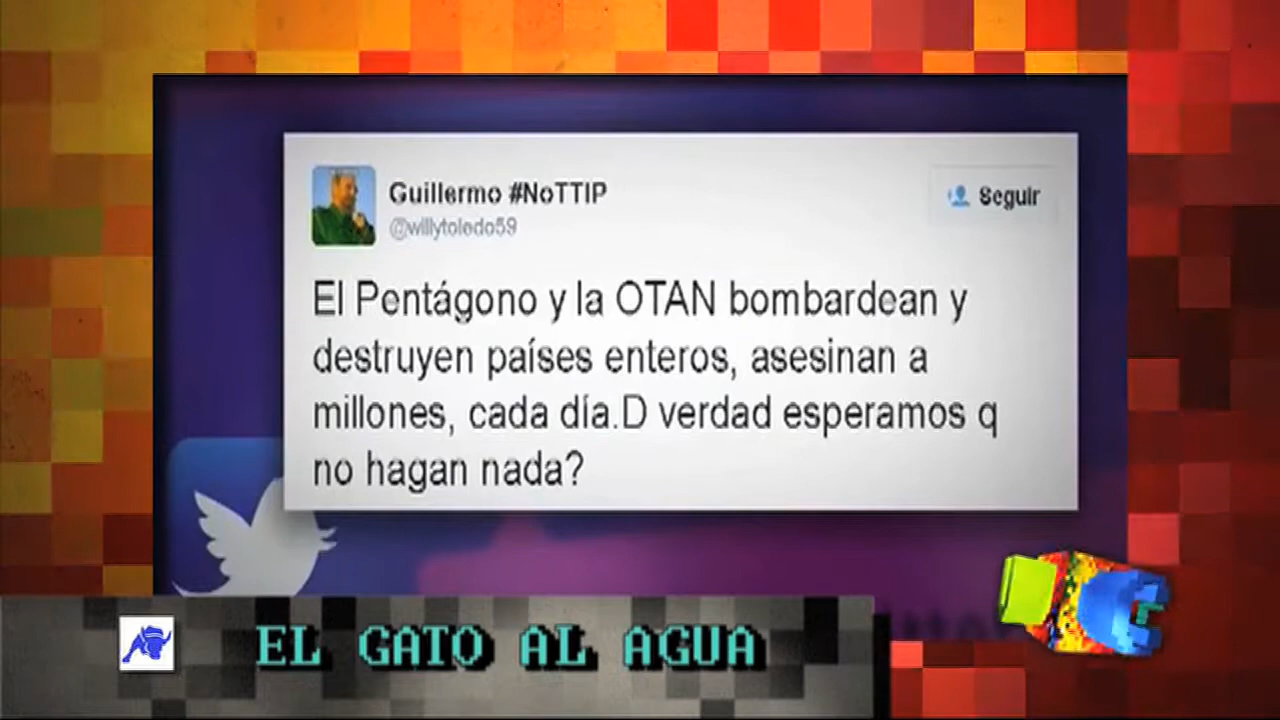 Guillermo #NoTTIP
@willytoledo59
Seguir
El Pentágono y la OTAN bombardean y
destruyen países enteros, asesinan a
millones, cada día.D verdad esperamos q
no hagan nada?
EL GATO AL AGUA